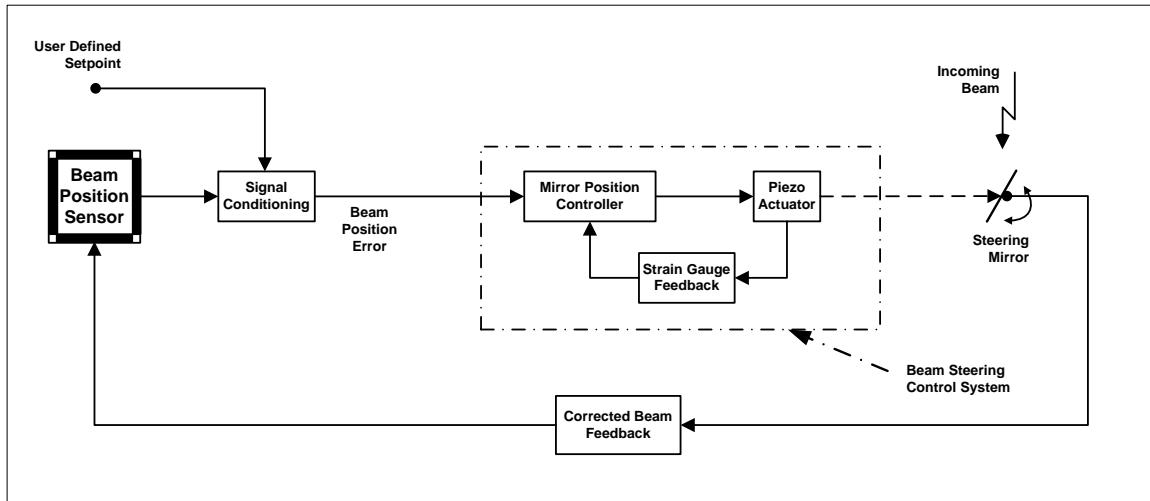 User Defined
Setpoint
Incoming
Beam
Beam
Position
Sensor
Signal
Conditioning
Beam
Position
Error
Mirror Position
Controller
Piezo
Actuator
Strain Gauge
Feedback
Steering
Mirror
Beam Steering
Control System
Corrected Beam
Feedback